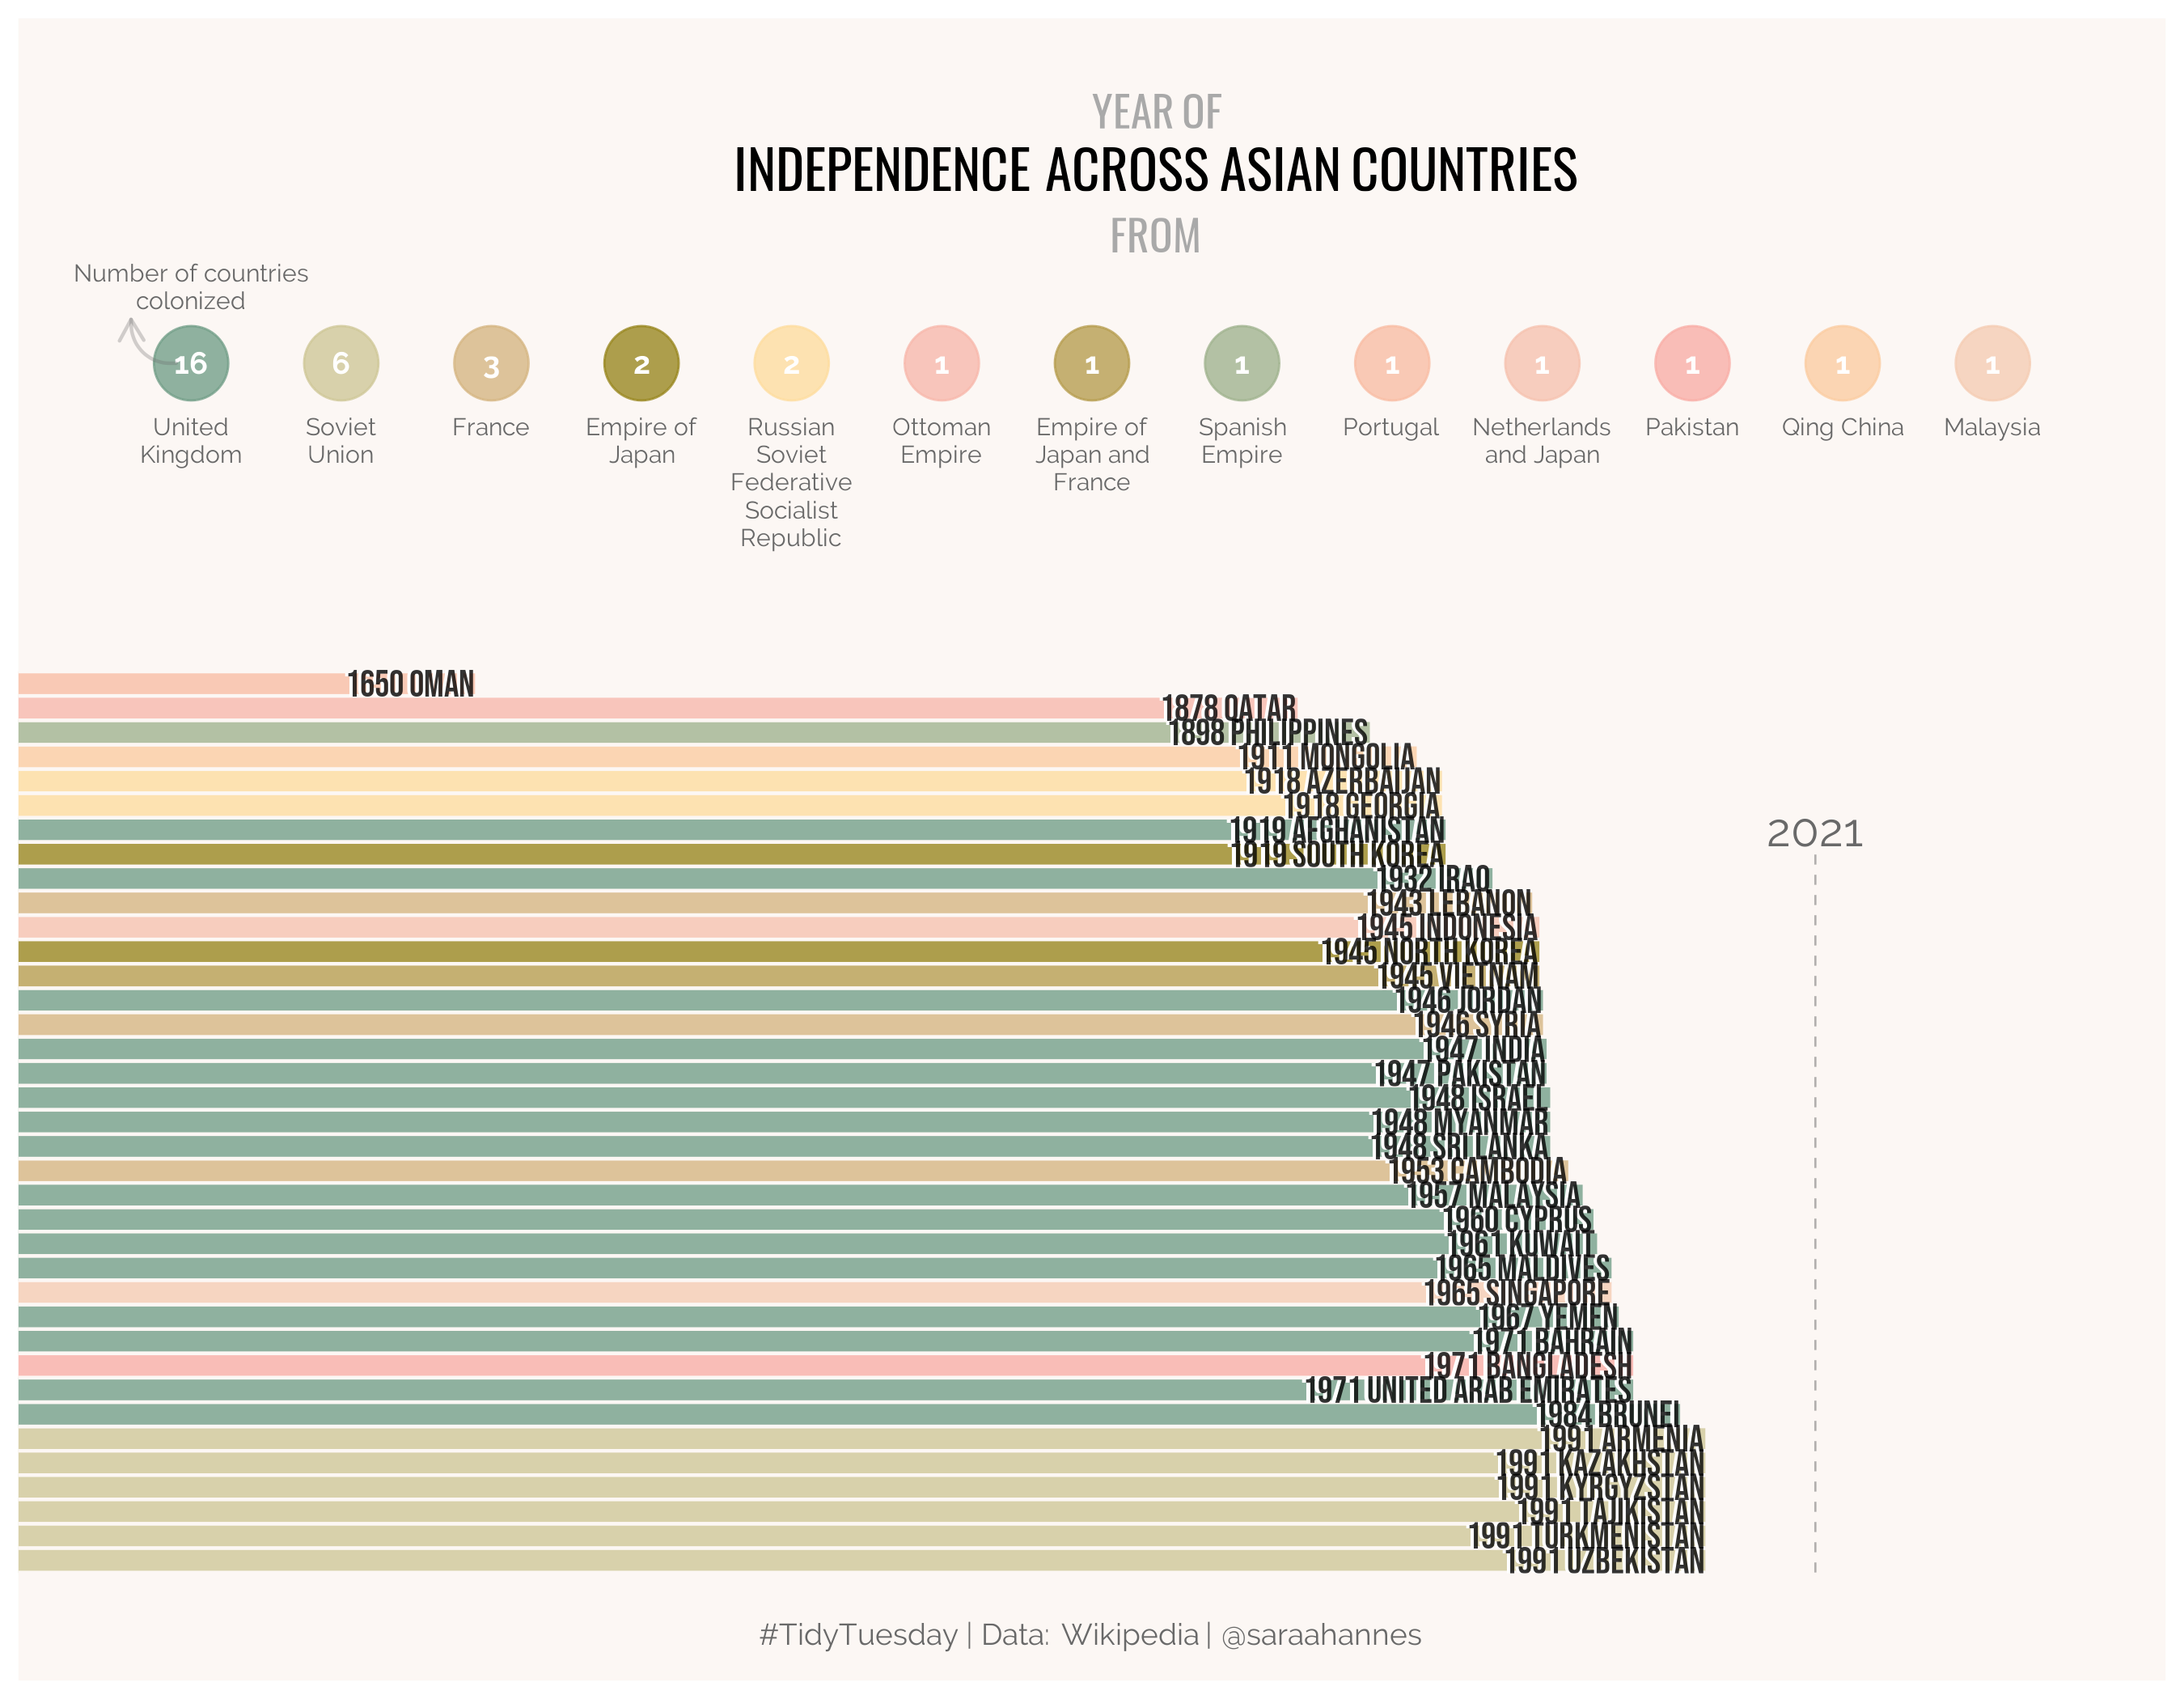 YEAR OF
INDEPENDENCE ACROSS ASIAN COUNTRIES
FROM
Number of countries
colonized
16
6
3
2
2
1
1
1
1
1
1
1
1
United
Kingdom
Soviet
Union
France
Empire of
Japan
Russian
Soviet
Federative
Socialist
Republic
Ottoman
Empire
Empire of
Japan and
France
Spanish
Empire
Portugal
Netherlands
and Japan
Pakistan
Qing China
Malaysia
1650 OMAN
1878 QATAR
1898 PHILIPPINES
1911 MONGOLIA
1918 AZERBAIJAN
1918 GEORGIA
1919 AFGHANISTAN
2021
1919 SOUTH KOREA
1932 IRAQ
1943 LEBANON
1945 INDONESIA
1945 NORTH KOREA
1945 VIETNAM
1946 JORDAN
1946 SYRIA
1947 INDIA
1947 PAKISTAN
1948 ISRAEL
1948 MYANMAR
1948 SRI LANKA
1953 CAMBODIA
1957 MALAYSIA
1960 CYPRUS
1961 KUWAIT
1965 MALDIVES
1965 SINGAPORE
1967 YEMEN
1971 BAHRAIN
1971 BANGLADESH
1971 UNITED ARAB EMIRATES
1984 BRUNEI
1991 ARMENIA
1991 KAZAKHSTAN
1991 KYRGYZSTAN
1991 TAJIKISTAN
1991 TURKMENISTAN
1991 UZBEKISTAN
#TidyTuesday | Data: Wikipedia | @saraahannes